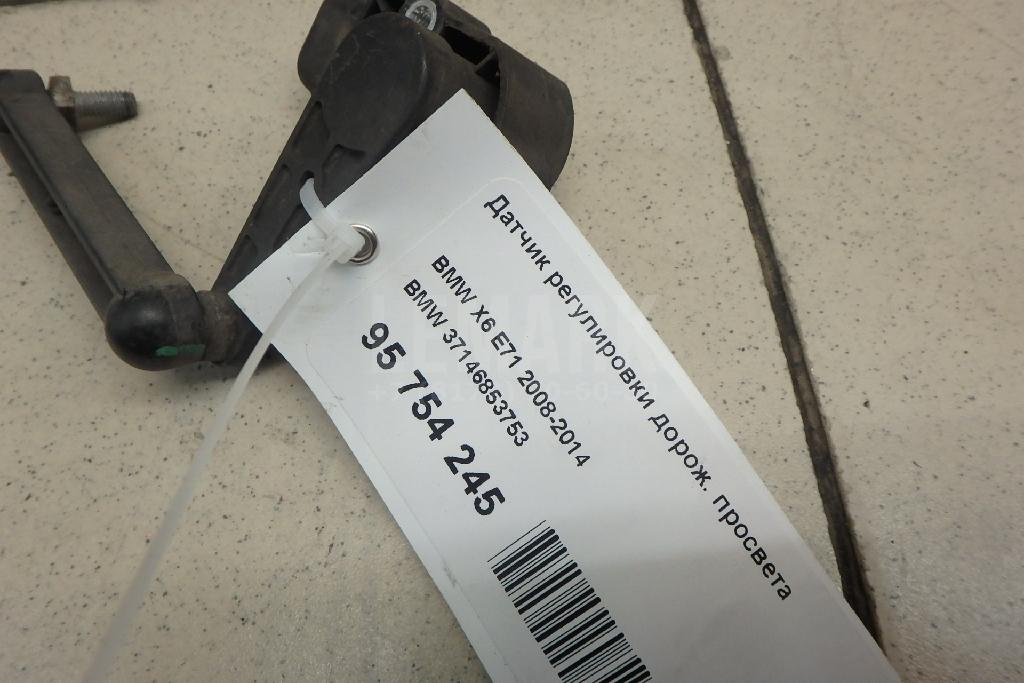 Датчик регулировки дорож. просвета
BMW X6 E71 2008-2014
BMW 37146853753
95 754 245